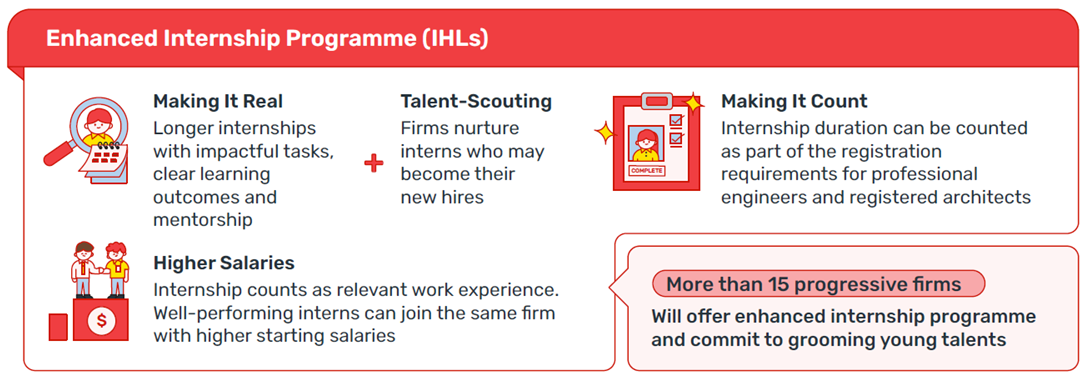 Enhanced Internship Programme (IHLs)
Making It Real
Longer internships
with impactful tasks,
clear learning
outcomes and
mentorship
+
Talent-Scouting
Firms nurture
interns who may
become their
new hires
COMPLETE
Making It Count
Internship duration can be counted
as part of the registration
requirements for professional
engineers and registered architects
$
Higher Salaries
Internship counts as relevant work experience.
Well-performing interns can join the same firm
with higher starting salaries
More than 15 progressive firms
Will offer enhanced internship programme
and commit to grooming young talents